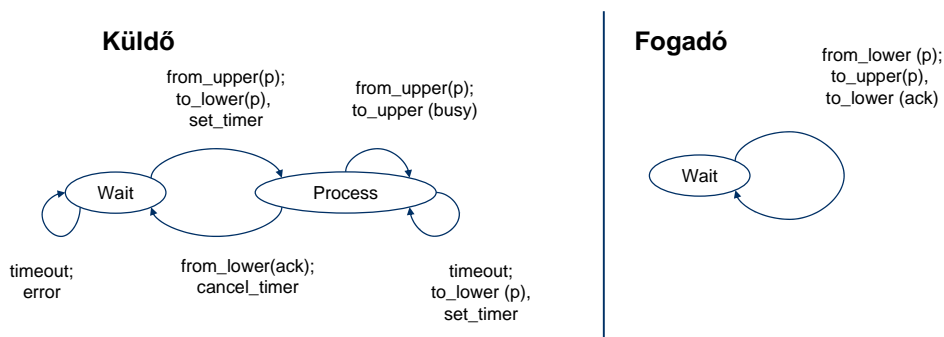 Küldő
from_upper(p);
to_lower(p),
set_timer
from_upper(p);
to_upper (busy)
Wait
Process
timeout;
error
from_lower(ack);
cancel_timer
timeout;
to_lower (p),
set_timer
Fogadó
from_lower (p);
to_upper(p),
to_lower (ack)
Wait